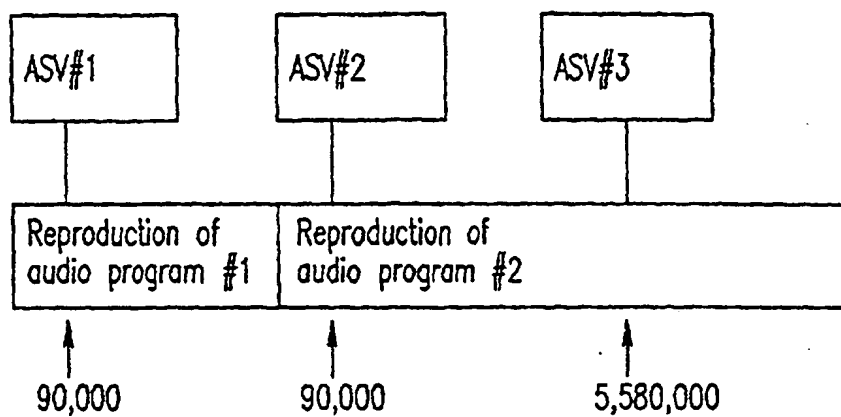 ASV#1
ASV#2
ASV#3
Reproduction of
audio program #1
Reproduction of
audio program #2
90,000
90,000
5,580,000